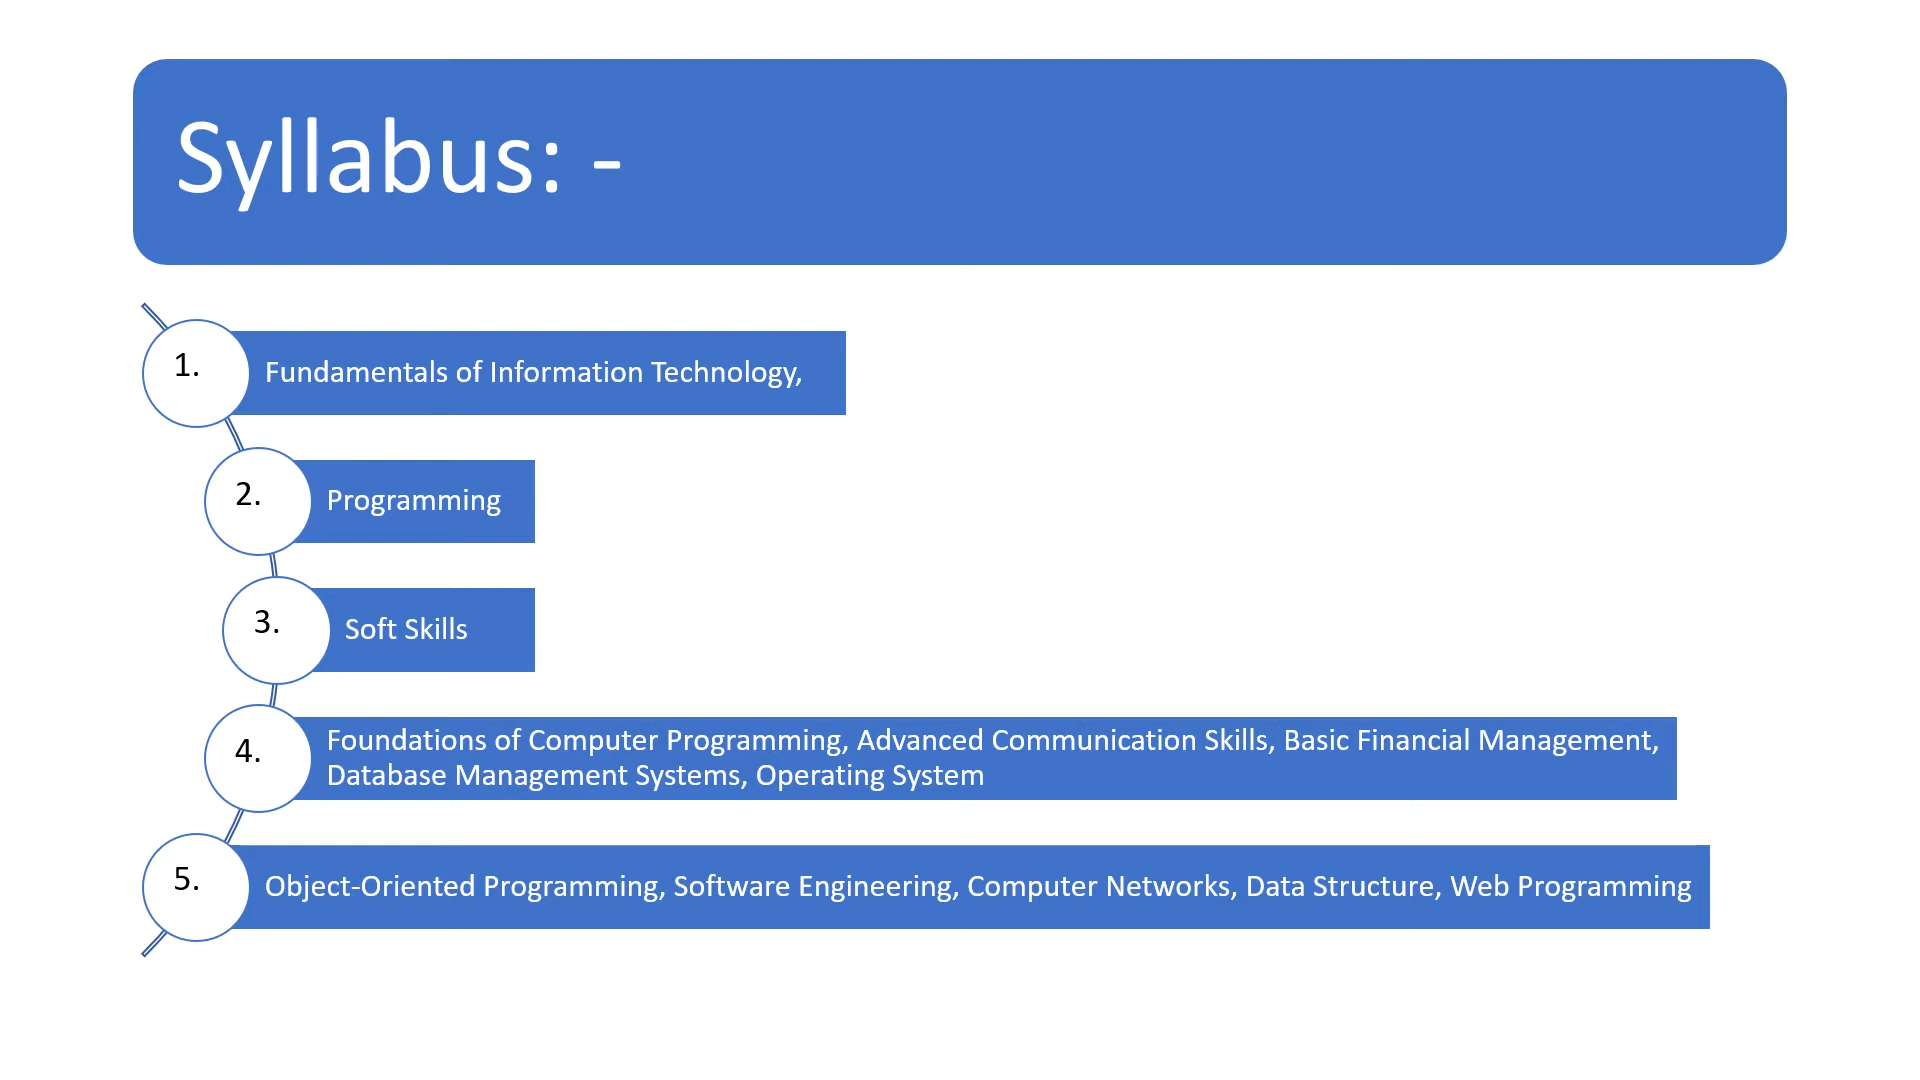 Syllabus: -
1. Fundamentals of Information Technology,
2. Programming
3. Soft Skills
4. Foundations of Computer Programming, Advanced Communication Skills, Basic Financial Management,
Database Management Systems, Operating System
5. Object-Oriented Programming, Software Engineering, Computer Networks, Data Structure, Web Programming